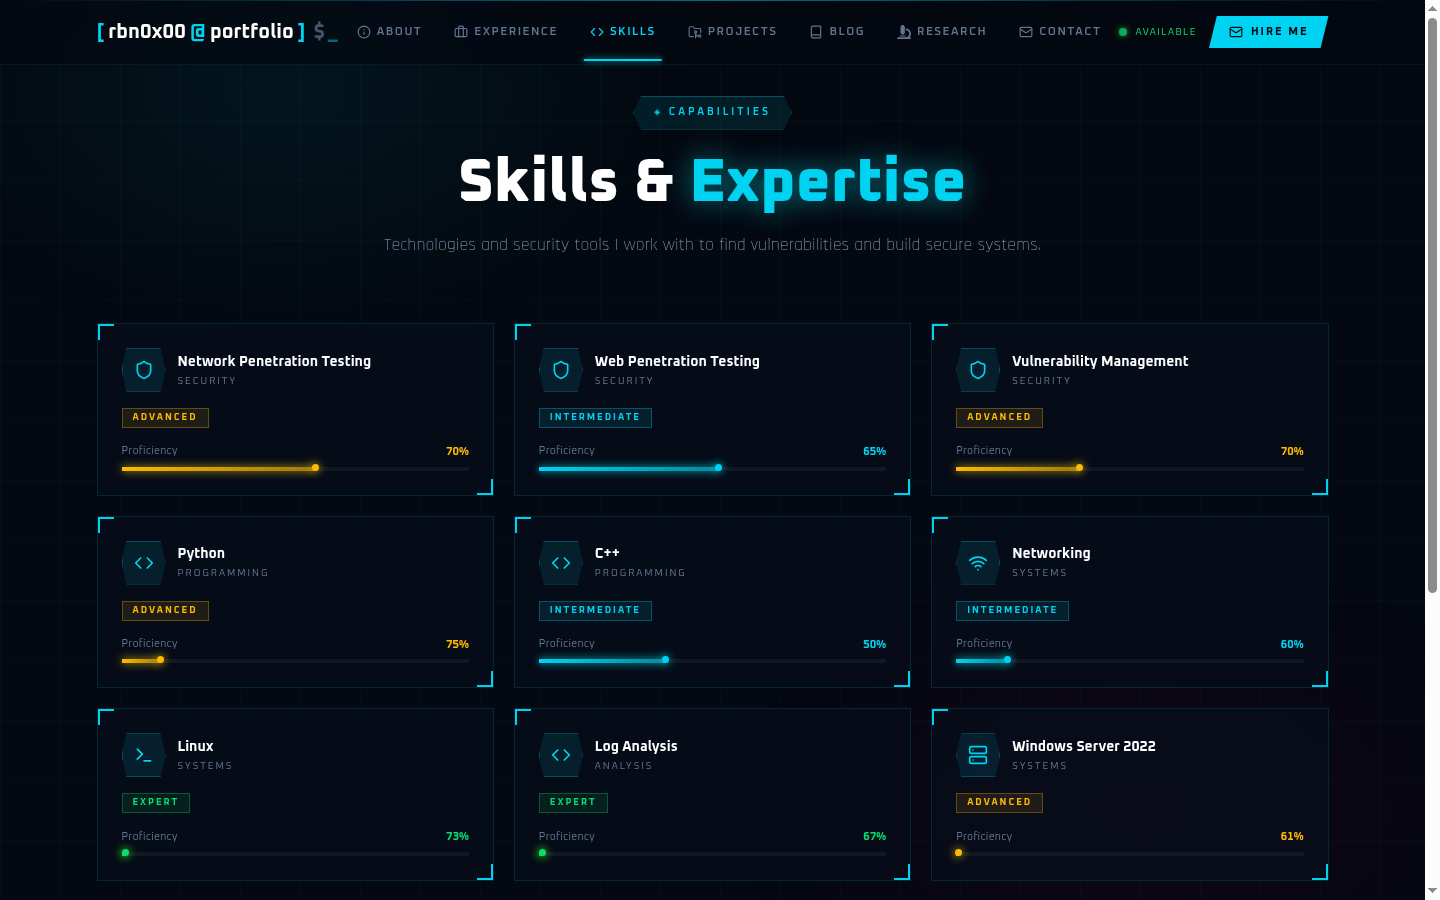 [ rbn0x00 @ portfolio ] $_
ABOUT
EXPERIENCE
SKILLS
PROJECTS
BLOG
RESEARCH
CONTACT
AVAILABLE
HIRE ME
CAPABILITIES
Skills & Expertise
Technologies and security tools I work with to find vulnerabilities and build secure systems.
Network Penetration Testing
SECURITY
ADVANCED
Proficiency 70%
Web Penetration Testing
SECURITY
INTERMEDIATE
Proficiency 65%
Vulnerability Management
SECURITY
ADVANCED
Proficiency 70%
Python
PROGRAMMING
ADVANCED
Proficiency 75%
C++
PROGRAMMING
INTERMEDIATE
Proficiency 50%
Networking
SYSTEMS
INTERMEDIATE
Proficiency 60%
Linux
SYSTEMS
EXPERT
Proficiency 73%
Log Analysis
ANALYSIS
EXPERT
Proficiency 67%
Windows Server 2022
SYSTEMS
ADVANCED
Proficiency 61%